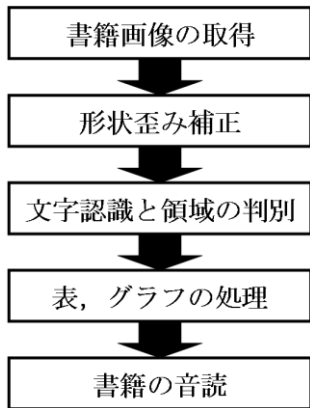 書籍画像の取得
形状歪み補正
文字認識と領域の判別
表，グラフの処理
書籍の音読